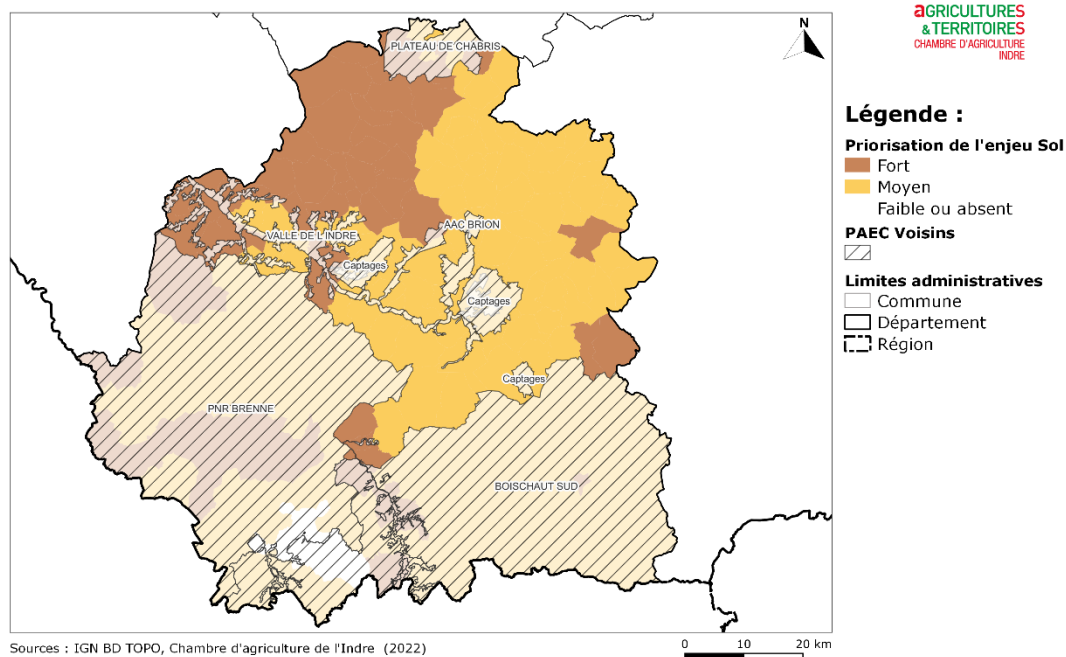 aGRICULTURES
& TERRITOIRES
CHAMBRE D'AGRICULTURE
INDRE
N
PLATEAU DE CHABRIS
VALLE DE L'INDRE
AAC BRION
Captages
Captages
Captages
PNR BRENNE
BOISCHAUT SUD
Légende :
Priorisation de l'enjeu Sol
Fort
Moyen
Faible ou absent
PAEC Voisins
Limites administratives
Commune
Département
Région
Sources : IGN BD TOPO, Chambre d'agriculture de l'Indre (2022)
0 10 20 km